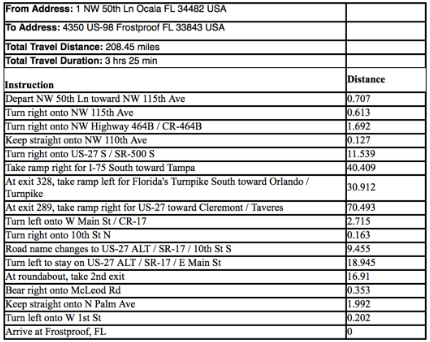 From Address: 1 NW 50th Ln Ocala FL 34482 USA
To Address: 4350 US-98 Frostproof FL 33843 USA
Total Travel Distance: 208.45 miles
Total Travel Duration: 3 hrs 25 min
Instruction Distance
Depart NW 50th Ln toward NW 115th Ave 0.707
Turn right onto NW 115th Ave 0.613
Turn right onto NW Highway 464B / CR-464B 1.692
Keep straight onto NW 110th Ave 0.127
Turn right onto US-27 S / SR-500 S 11.539
Take ramp right for I-75 South toward Tampa 40.409
At exit 328, take ramp left for Florida's Turnpike South toward Orlando /
Turnpike 30.912
At exit 289, take ramp right for US-27 toward Cleremont / Taveres 70.493
Turn left onto W Main St / CR-17 2.715
Turn right onto 10th St N 0.163
Road name changes to US-27 ALT / SR-17 / 10th St S 9.455
Turn left to stay on US-27 ALT / SR-17 / E Main St 18.945
At roundabout, take 2nd exit 16.91
Bear right onto McLeod Rd 0.353
Keep straight onto N Palm Ave 1.992
Turn left onto W 1st St 0.202
Arrive at Frostproof, FL 0